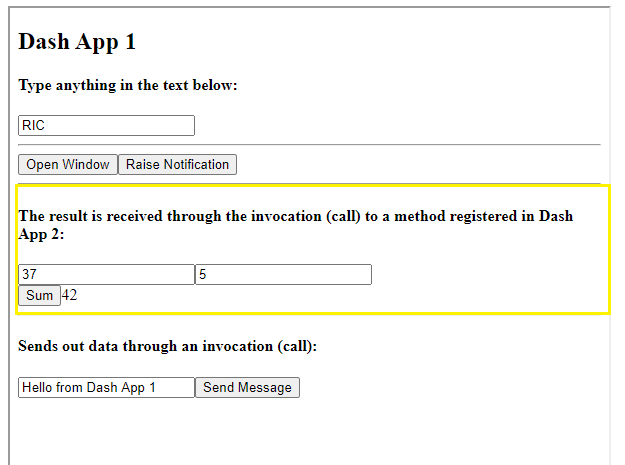 Dash App 1
Type anything in the text below:
RIC
Open Window Raise Notification
The result is received through the invocation (call) to a method registered in Dash
App 2:
37 5
Sum 42
Sends out data through an invocation (call):
Hello from Dash App 1 Send Message